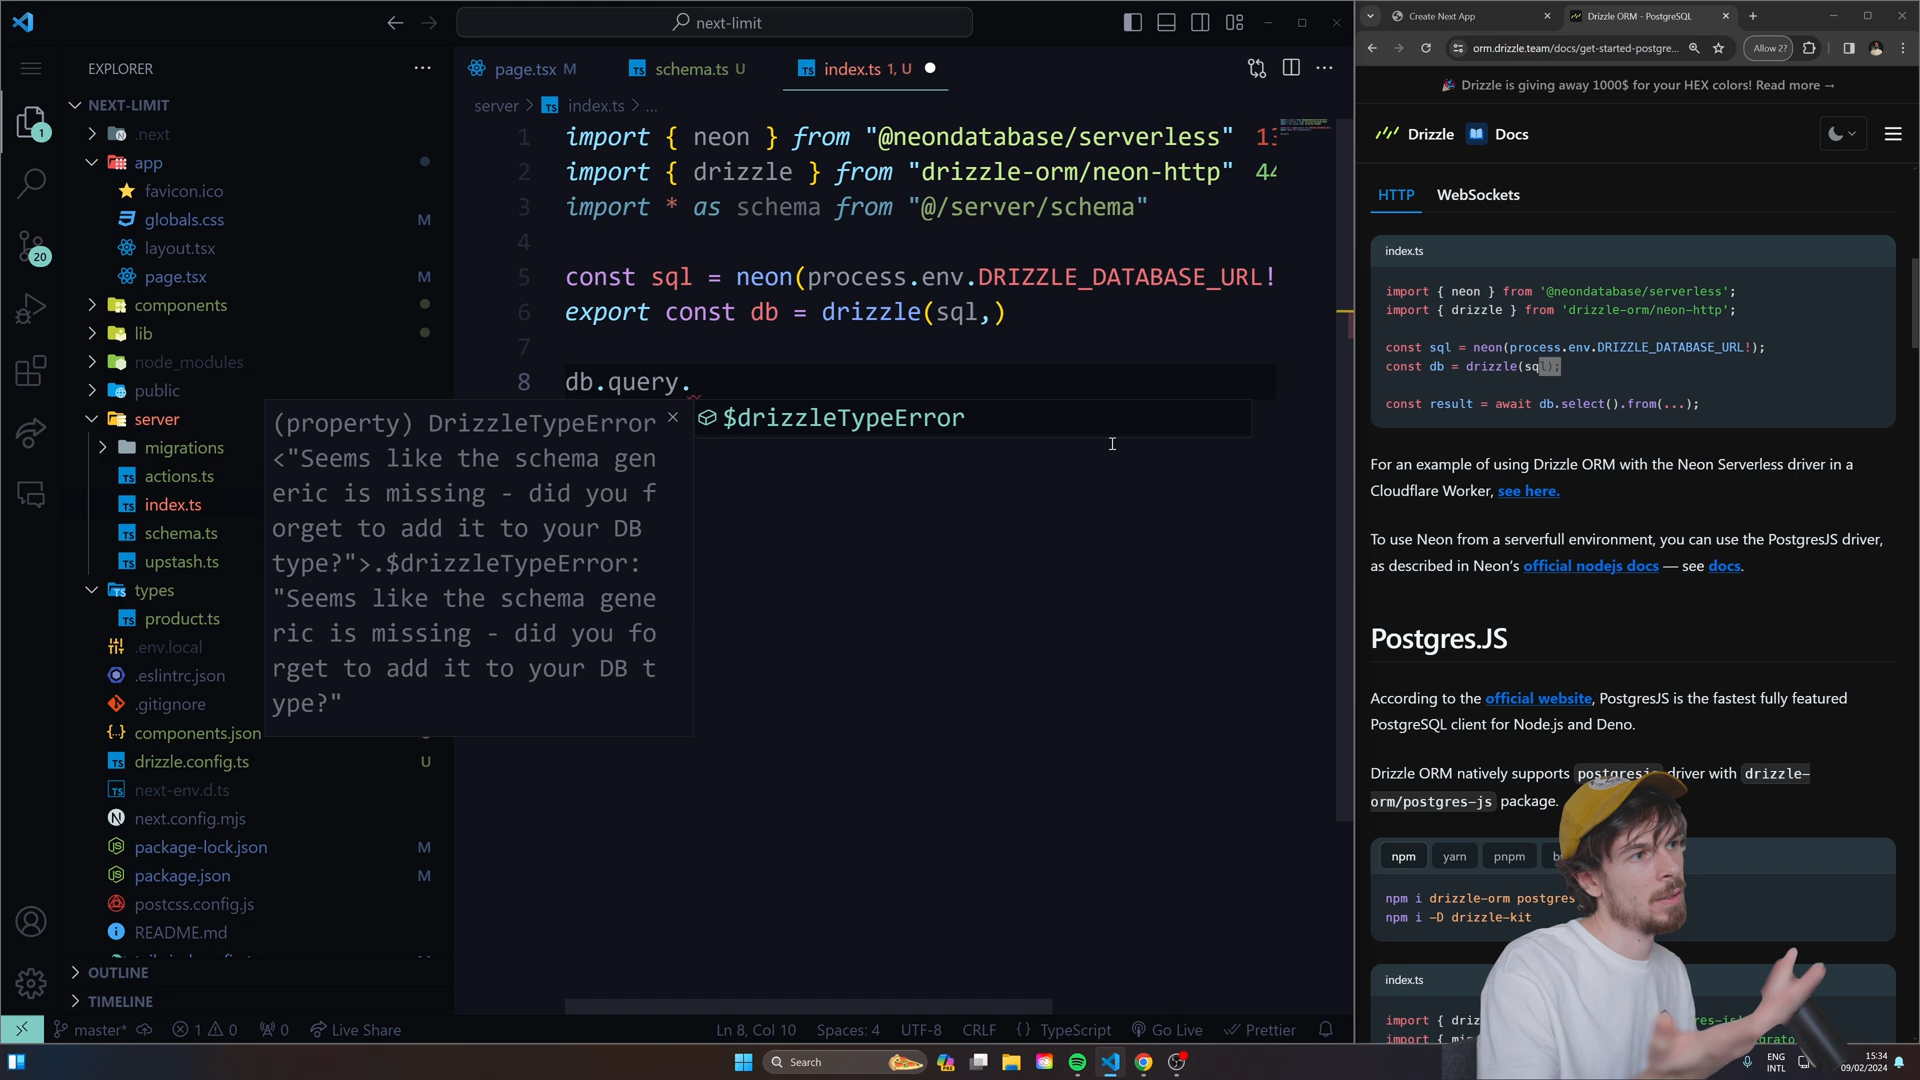 next-limit
EXPLORER
NEXT-LIMIT
.next
app
favicon.ico
globals.css M
layout.tsx
page.tsx M
components
lib
node_modules
public
server
migrations
actions.ts
index.ts
schema.ts
upstash.ts
types
product.ts
.env.local
.eslintrc.json
.gitignore
components.json
drizzle.config.ts U
next-env.d.ts
next.config.mjs
package-lock.json M
package.json M
postcss.config.js
README.md
OUTLINE
TIMELINE
1
20
page.tsx M
schema.ts U
index.ts 1, U
server > index.ts > ...
1 import { neon } from "@neondatabase/serverless"
2 import { drizzle } from "drizzle-orm/neon-http" 44
3 import * as schema from "@/server/schema"
4
5 const sql = neon(process.env.DRIZZLE_DATABASE_URL!
6 export const db = drizzle(sql,)
7
8 db.query.
$drizzleTypeError
(property) DrizzleTypeError
<"Seems like the schema gen
eric is missing - did you f
orget to add it to your DB
type?">.$drizzleTypeError:
"Seems like the schema gene
ric is missing - did you fo
rget to add it to your DB t
ype?"
master* 1 0 0 Live Share
Ln 8, Col 10 Spaces: 4 UTF-8 CRLF {} TypeScript Go Live Prettier
Create Next App
Drizzle ORM - PostgreSQL
orm.drizzle.team/docs/get-started-postgre...
Allow 2?
Drizzle is giving away 1000$ for your HEX colors! Read more →
Drizzle Docs
HTTP WebSockets
index.ts
import { neon } from '@neondatabase/serverless';
import { drizzle } from 'drizzle-orm/neon-http';
const sql = neon(process.env.DRIZZLE_DATABASE_URL!);
const db = drizzle(sql);
const result = await db.select().from(...);
For an example of using Drizzle ORM with the Neon Serverless driver in a
Cloudflare Worker, see here.
To use Neon from a serverfull environment, you can use the PostgresJS driver,
as described in Neon's official nodejs docs — see docs.
Postgres.JS
According to the official website, PostgresJS is the fastest fully featured
PostgreSQL client for Node.js and Deno.
Drizzle ORM natively supports postgresjs driver with drizzle-
orm/postgres-js package.
npm yarn pnpm
npm i drizzle-orm postgres
npm i -D drizzle-kit
index.ts
Search
ENG
INTL
15:34
09/02/2024